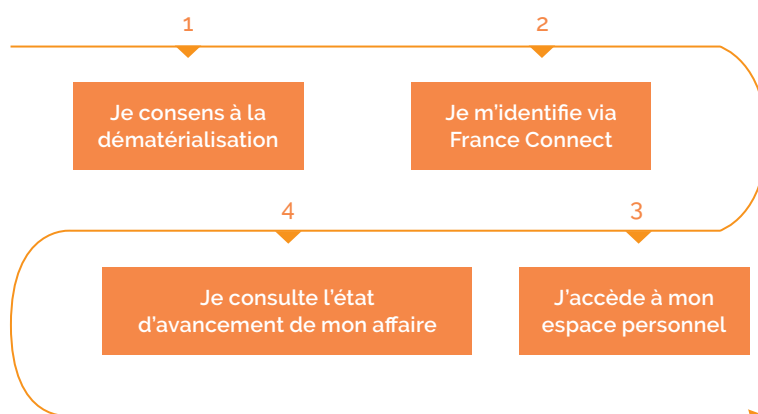 1
Je consens à la
dématérialisation
2
Je m’identifie via
France Connect
3
J’accède à mon
espace personnel
4
Je consulte l’état
d’avancement de mon affaire